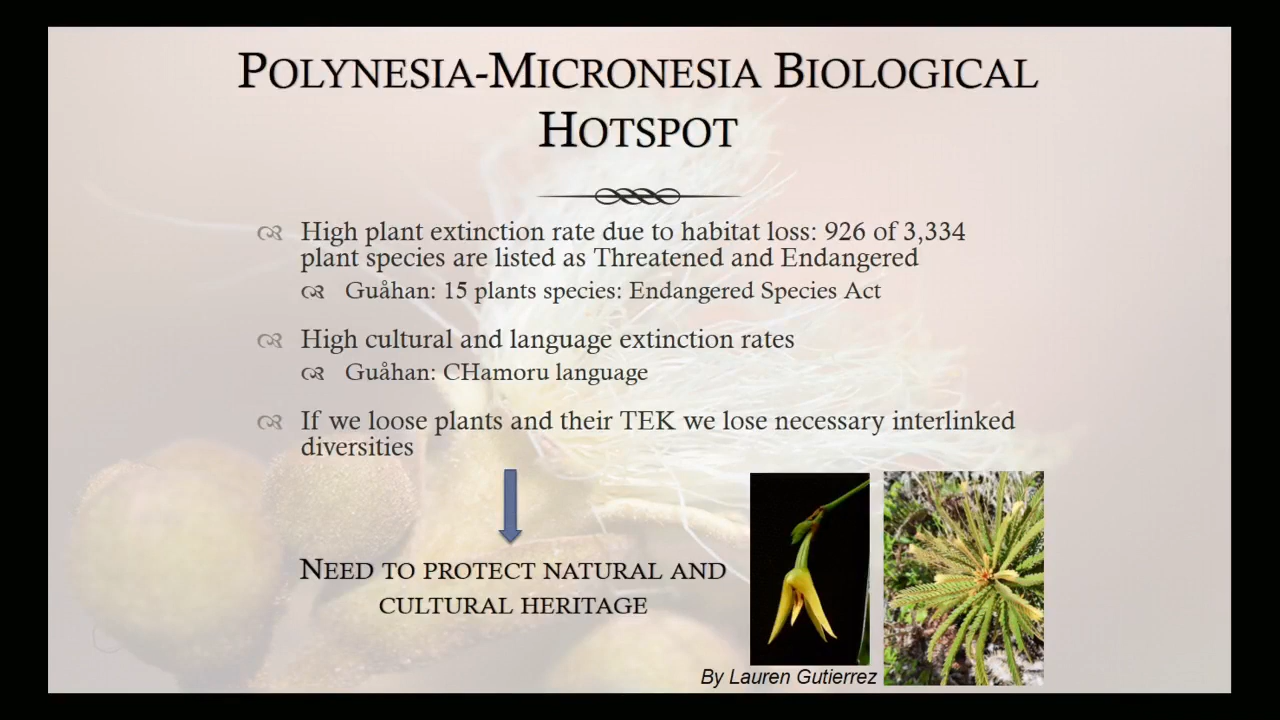 POLYNESIA-MICRONESIA BIOLOGICAL
HOTSPOT
High plant extinction rate due to habitat loss: 926 of 3,334
plant species are listed as Threatened and Endangered
Guåhan: 15 plants species: Endangered Species Act
High cultural and language extinction rates
Guåhan: CHamoru language
If we loose plants and their TEK we lose necessary interlinked
diversities
NEED TO PROTECT NATURAL AND
CULTURAL HERITAGE
By Lauren Gutierrez